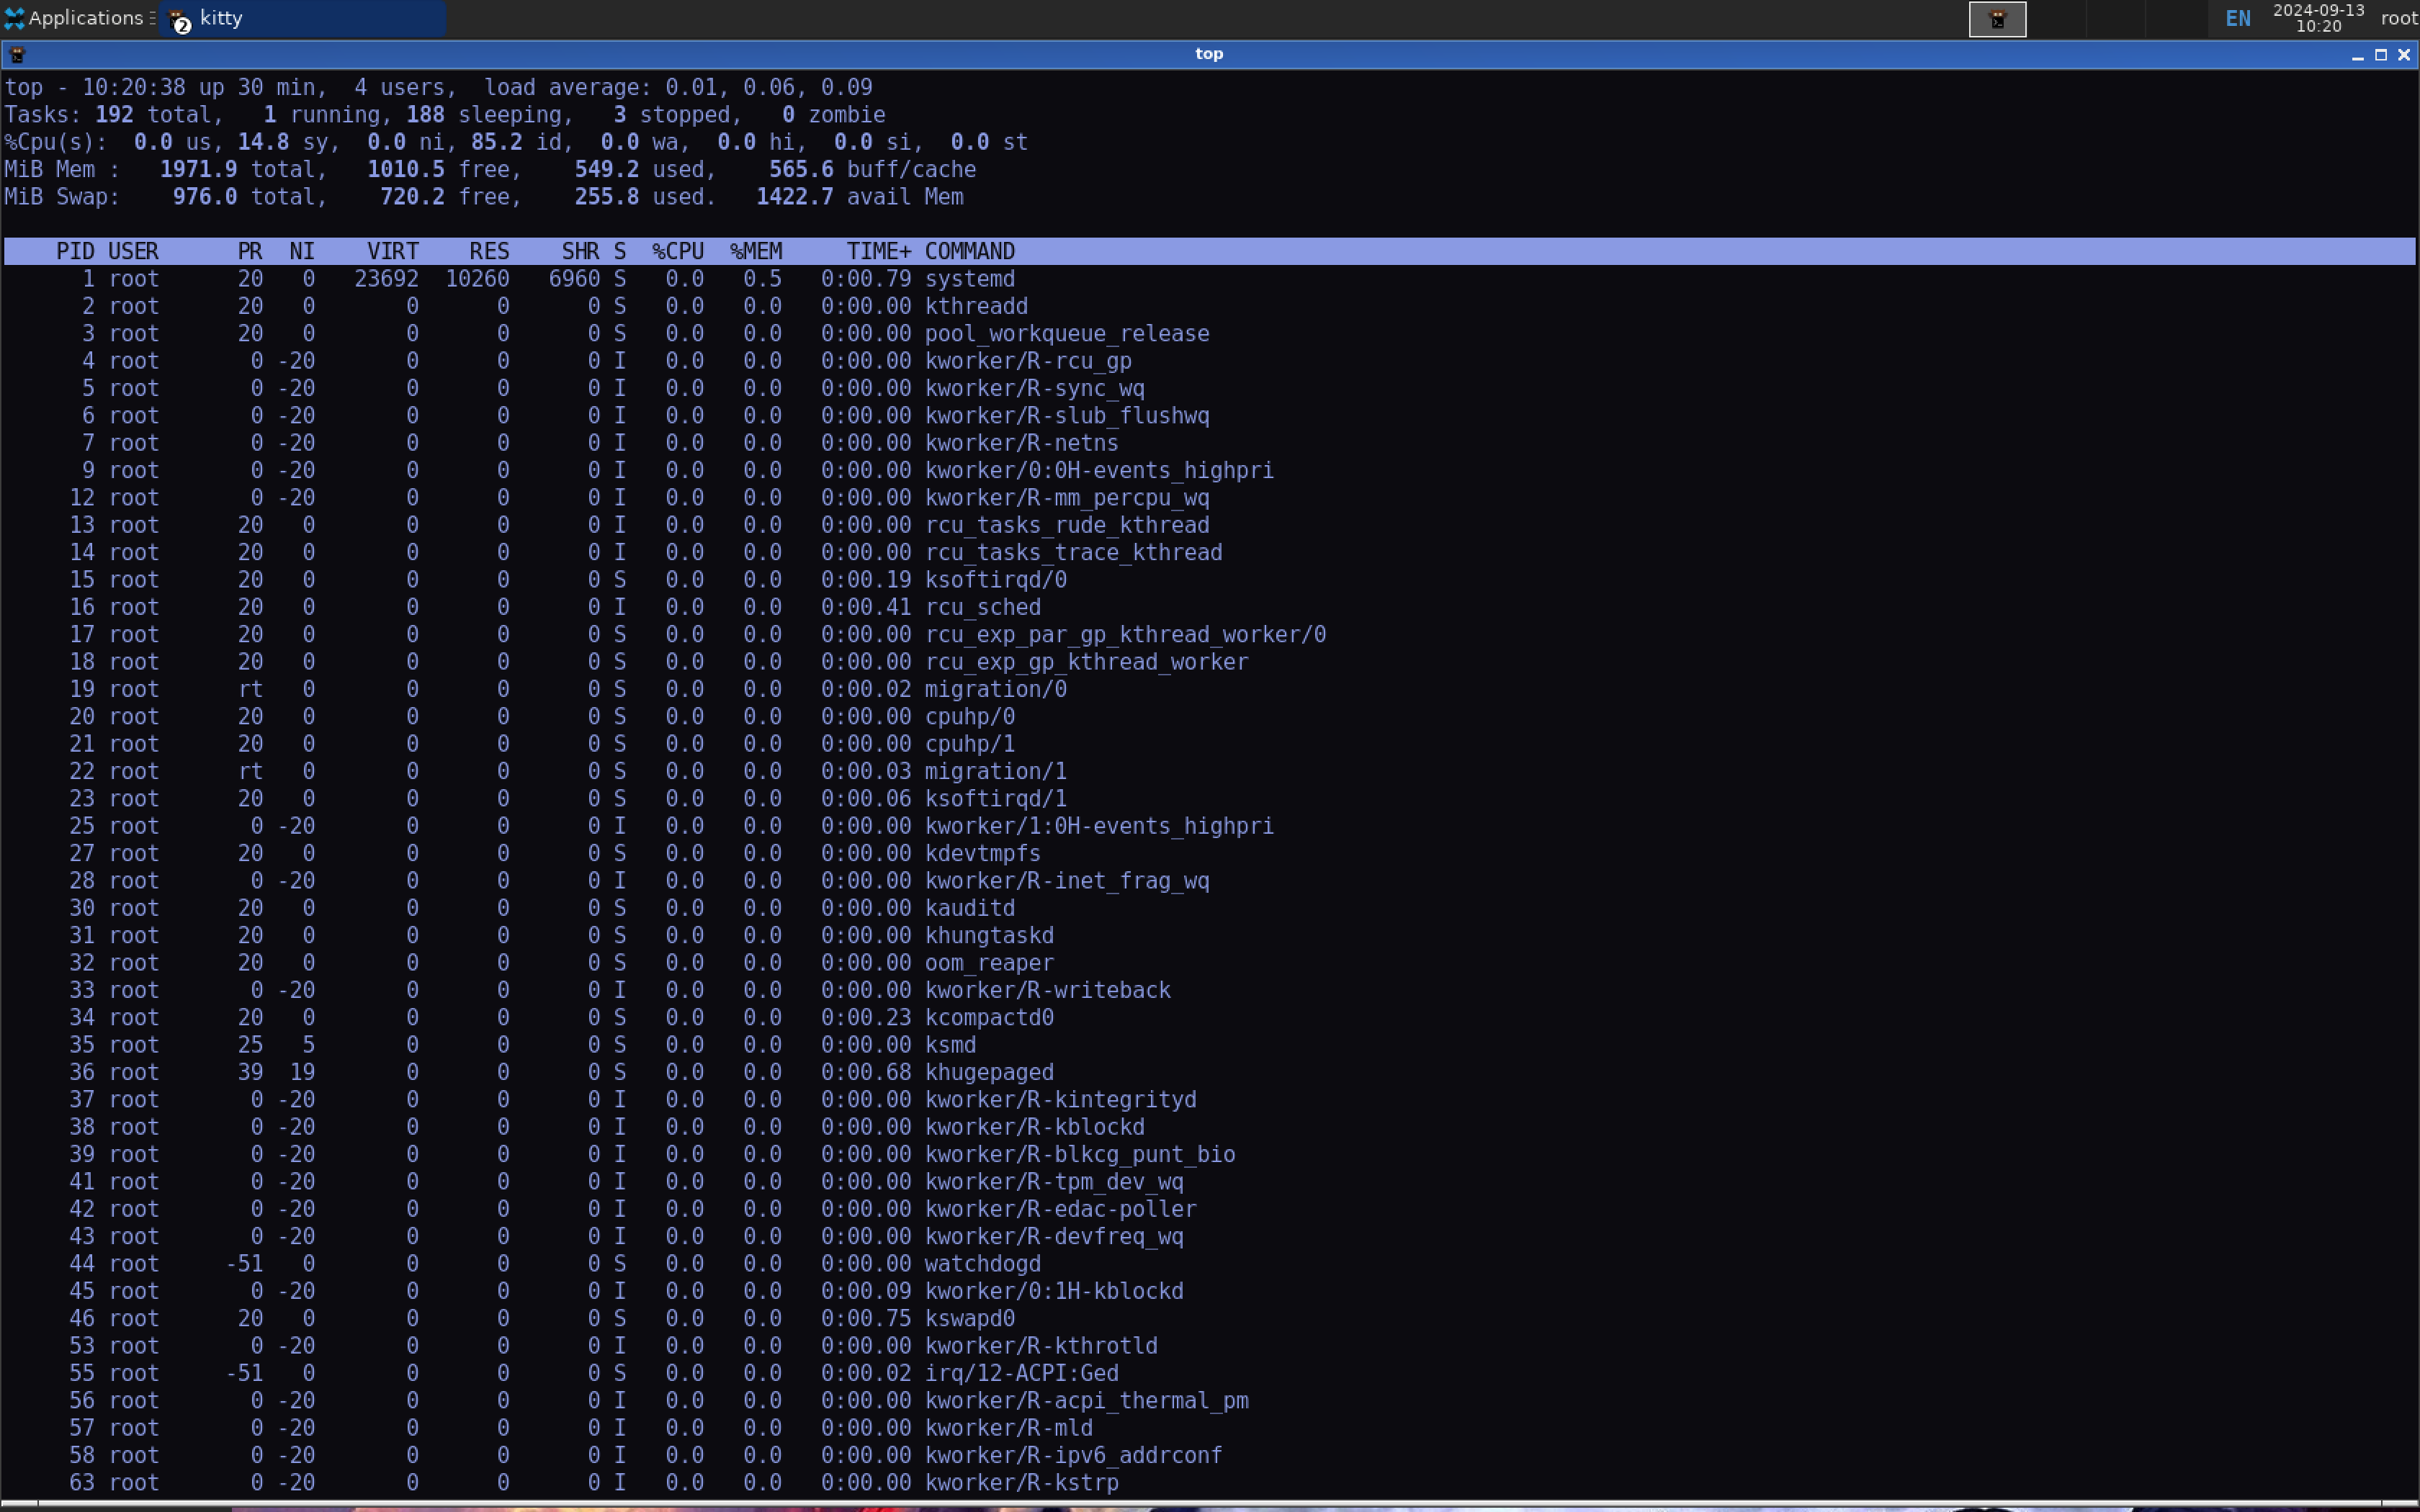 Applications 2 kitty EN 2024-09-13 10:20 root
top
top - 10:20:38 up 30 min,  4 users,  load average: 0.01, 0.06, 0.09
Tasks: 192 total,   1 running, 188 sleeping,   3 stopped,   0 zombie
%Cpu(s):  0.0 us, 14.8 sy,  0.0 ni, 85.2 id,  0.0 wa,  0.0 hi,  0.0 si,  0.0 st
MiB Mem :   1971.9 total,   1010.5 free,    549.2 used,    565.6 buff/cache
MiB Swap:    976.0 total,    720.2 free,    255.8 used.   1422.7 avail Mem
PID USER PR NI VIRT RES SHR S %CPU %MEM TIME+ COMMAND
1 root 20 0 23692 10260 6960 S 0.0 0.5 0:00.79 systemd
2 root 20 0 0 0 0 S 0.0 0.0 0:00.00 kthreadd
3 root 20 0 0 0 0 S 0.0 0.0 0:00.00 pool_workqueue_release
4 root 0 -20 0 0 0 I 0.0 0.0 0:00.00 kworker/R-rcu_gp
5 root 0 -20 0 0 0 I 0.0 0.0 0:00.00 kworker/R-sync_wq
6 root 0 -20 0 0 0 I 0.0 0.0 0:00.00 kworker/R-slub_flushwq
7 root 0 -20 0 0 0 I 0.0 0.0 0:00.00 kworker/R-netns
9 root 0 -20 0 0 0 I 0.0 0.0 0:00.00 kworker/0:0H-events_highpri
12 root 0 -20 0 0 0 I 0.0 0.0 0:00.00 kworker/R-mm_percpu_wq
13 root 20 0 0 0 0 I 0.0 0.0 0:00.00 rcu_tasks_rude_kthread
14 root 20 0 0 0 0 I 0.0 0.0 0:00.00 rcu_tasks_trace_kthread
15 root 20 0 0 0 0 S 0.0 0.0 0:00.19 ksoftirqd/0
16 root 20 0 0 0 0 I 0.0 0.0 0:00.41 rcu_sched
17 root 20 0 0 0 0 S 0.0 0.0 0:00.00 rcu_exp_par_gp_kthread_worker/0
18 root 20 0 0 0 0 S 0.0 0.0 0:00.00 rcu_exp_gp_kthread_worker
19 root rt 0 0 0 0 S 0.0 0.0 0:00.02 migration/0
20 root 20 0 0 0 0 S 0.0 0.0 0:00.00 cpuhp/0
21 root 20 0 0 0 0 S 0.0 0.0 0:00.00 cpuhp/1
22 root rt 0 0 0 0 S 0.0 0.0 0:00.03 migration/1
23 root 20 0 0 0 0 S 0.0 0.0 0:00.06 ksoftirqd/1
25 root 0 -20 0 0 0 I 0.0 0.0 0:00.00 kworker/1:0H-events_highpri
27 root 20 0 0 0 0 S 0.0 0.0 0:00.00 kdevtmpfs
28 root 0 -20 0 0 0 I 0.0 0.0 0:00.00 kworker/R-inet_frag_wq
30 root 20 0 0 0 0 S 0.0 0.0 0:00.00 kauditd
31 root 20 0 0 0 0 S 0.0 0.0 0:00.00 khungtaskd
32 root 20 0 0 0 0 S 0.0 0.0 0:00.00 oom_reaper
33 root 0 -20 0 0 0 I 0.0 0.0 0:00.00 kworker/R-writeback
34 root 20 0 0 0 0 S 0.0 0.0 0:00.23 kcompactd0
35 root 25 5 0 0 0 S 0.0 0.0 0:00.00 ksmd
36 root 39 19 0 0 0 S 0.0 0.0 0:00.68 khugepaged
37 root 0 -20 0 0 0 I 0.0 0.0 0:00.00 kworker/R-kintegrityd
38 root 0 -20 0 0 0 I 0.0 0.0 0:00.00 kworker/R-kblockd
39 root 0 -20 0 0 0 I 0.0 0.0 0:00.00 kworker/R-blkcg_punt_bio
41 root 0 -20 0 0 0 I 0.0 0.0 0:00.00 kworker/R-tpm_dev_wq
42 root 0 -20 0 0 0 I 0.0 0.0 0:00.00 kworker/R-edac-poller
43 root 0 -20 0 0 0 I 0.0 0.0 0:00.00 kworker/R-devfreq_wq
44 root -51 0 0 0 0 S 0.0 0.0 0:00.00 watchdogd
45 root 0 -20 0 0 0 I 0.0 0.0 0:00.09 kworker/0:1H-kblockd
46 root 20 0 0 0 0 S 0.0 0.0 0:00.75 kswapd0
53 root 0 -20 0 0 0 I 0.0 0.0 0:00.00 kworker/R-kthrotld
55 root -51 0 0 0 0 S 0.0 0.0 0:00.02 irq/12-ACPI:Ged
56 root 0 -20 0 0 0 I 0.0 0.0 0:00.00 kworker/R-acpi_thermal_pm
57 root 0 -20 0 0 0 I 0.0 0.0 0:00.00 kworker/R-mld
58 root 0 -20 0 0 0 I 0.0 0.0 0:00.00 kworker/R-ipv6_addrconf
63 root 0 -20 0 0 0 I 0.0 0.0 0:00.00 kworker/R-kstrp